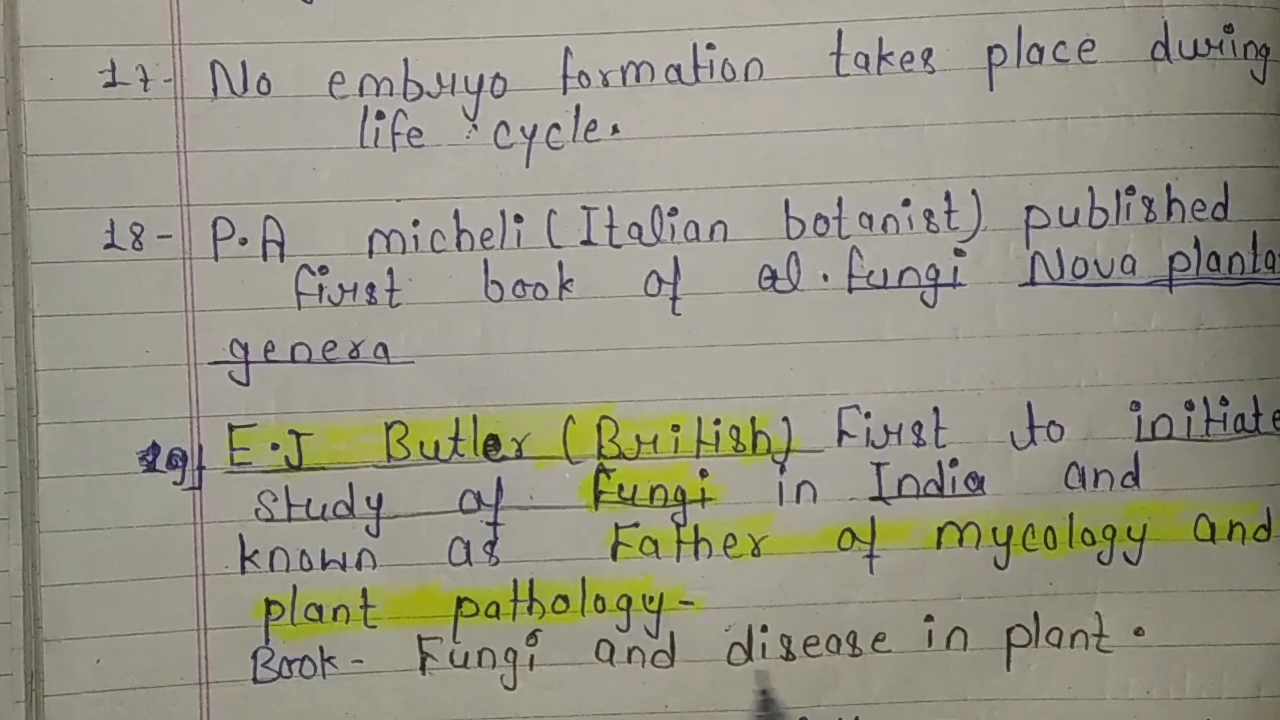 17- No embryo formation takes place during
life cycle.
18- P.A micheli (Italian botanist) published
first book of fungi Nova planta
genera
19) E.J Butler (British) First to initiate
study of fungi in India and
known as Father of mycology and
plant pathology-
Book- Fungi and disease in plant.